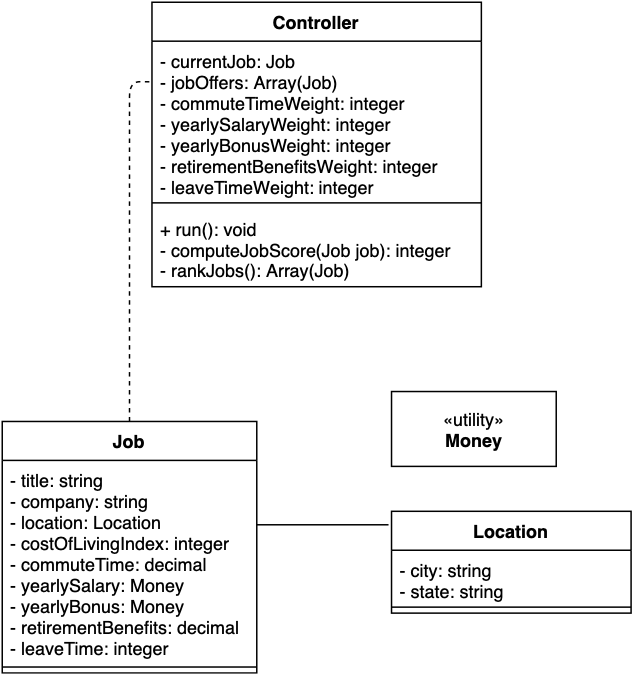 Controller
- currentJob: Job
- jobOffers: Array(Job)
- commuteTimeWeight: integer
- yearlySalaryWeight: integer
- yearlyBonusWeight: integer
- retirementBenefitsWeight: integer
- leaveTimeWeight: integer
+ run(): void
- computeJobScore(Job job): integer
- rankJobs(): Array(Job)
«utility»
Money
Job
- title: string
- company: string
- location: Location
- costOfLivingIndex: integer
- commuteTime: decimal
- yearlySalary: Money
- yearlyBonus: Money
- retirementBenefits: decimal
- leaveTime: integer
Location
- city: string
- state: string